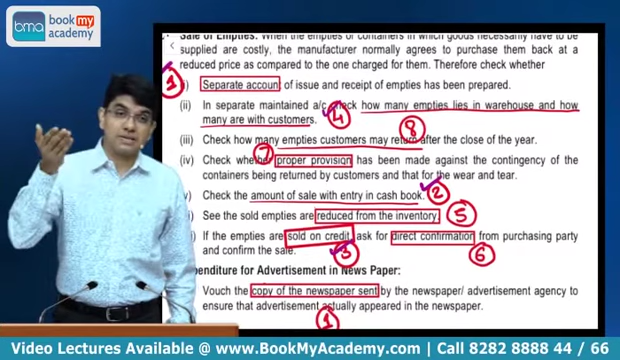 bma
book my academy
Sale of Empties: When the empties or containers in which goods necessarily have to be
supplied are costly, the manufacturer normally agrees to purchase them back at a
reduced price as compared to the one charged for them. Therefore check whether
1
i) Separate account of issue and receipt of empties has been prepared.
(ii) In separate maintained a/c check how many empties lies in warehouse and how
many are with customers. 4
8
(iii) Check how many empties customers may return after the close of the year.
7
(iv) Check whether proper provision has been made against the contingency of the
containers being returned by customers and that for the wear and tear.
v) Check the amount of sale with entry in cash book. 2
i) See the sold empties are reduced from the inventory. 5
i) If the empties are sold on credit ask for direct confirmation from purchasing party
and confirm the sale. 3 6
penditure for Advertisement in News Paper:
Vouch the copy of the newspaper sent by the newspaper/ advertisement agency to
ensure that advertisement actually appeared in the newspaper.
1
Video Lectures Available @ www.BookMyAcademy.com | Call 8282 8888 44 / 66